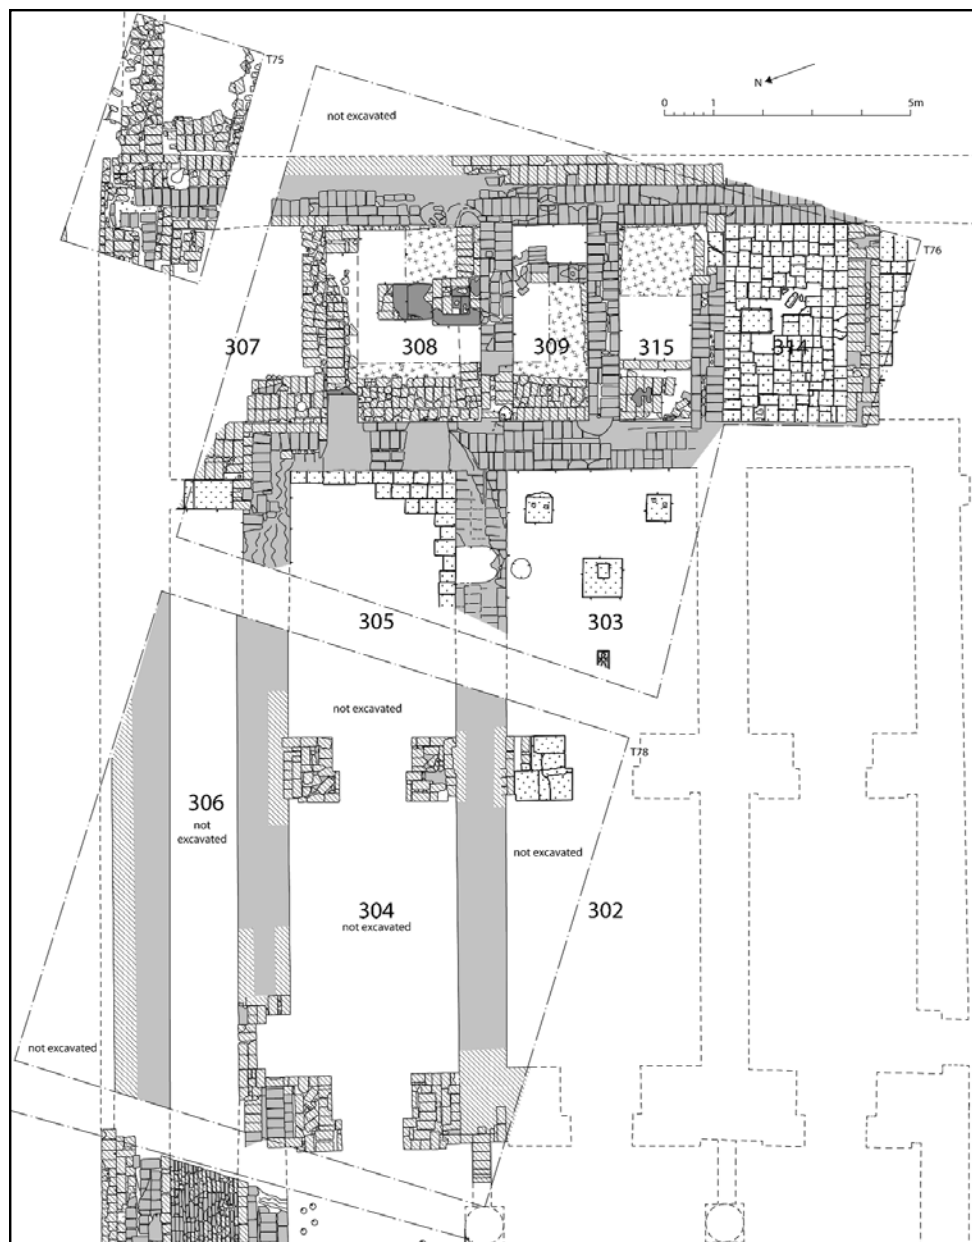 T75
N
not excavated
0 1 5m
T76
307
308
309
315
314
305
303
not excavated
T78
306
not
excavated
not excavated
304
not excavated
302
not excavated